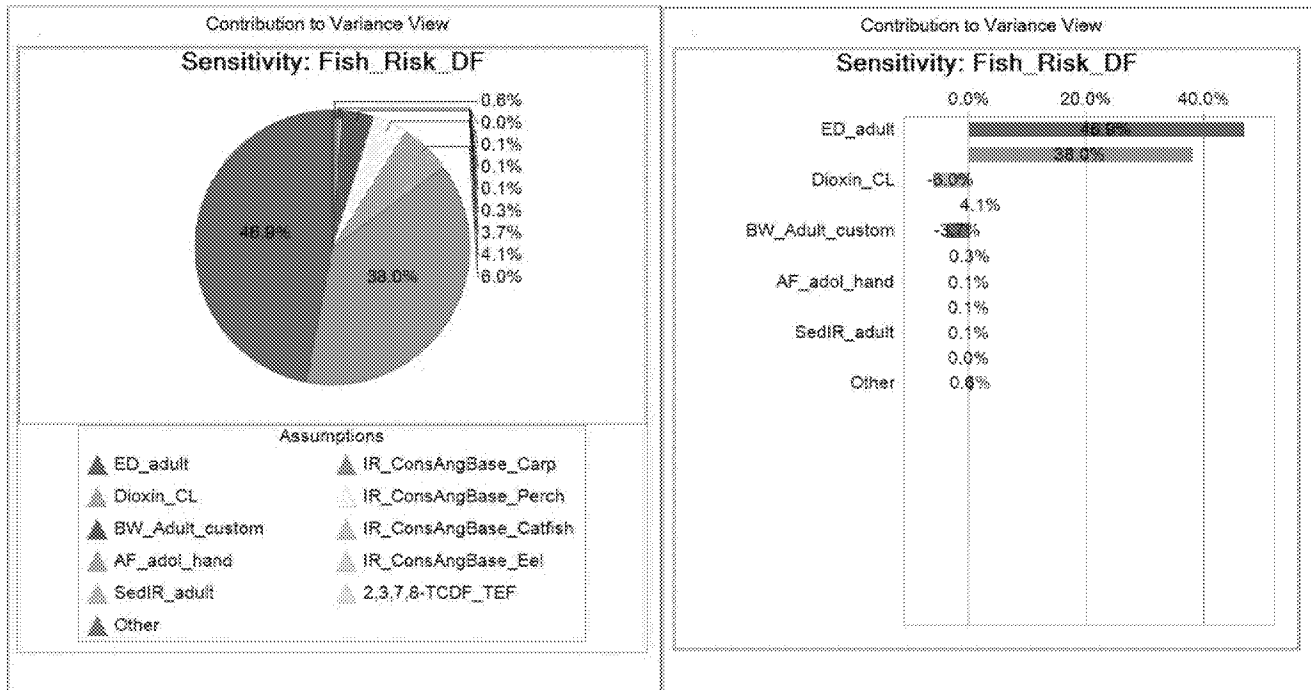 Contribution to Variance View
Sensitivity: Fish_Risk_DF
0.6%
0.0%
0.1%
0.1%
0.1%
0.3%
3.7%
4.1%
6.0%
46.9%
38.0%
Assumptions
ED_adult
IR_ConsAngBase_Carp
Dioxin_CL
IR_ConsAngBase_Perch
BW_Adult_custom
IR_ConsAngBase_Catfish
AF_adol_hand
IR_ConsAngBase_Eel
SedIR_adult
2,3,7,8-TCDF_TEF
Other
Contribution to Variance View
Sensitivity: Fish_Risk_DF
0.0% 20.0% 40.0%
ED_adult 46.9%
38.0%
Dioxin_CL -6.0%
4.1%
BW_Adult_custom -3.7%
0.3%
AF_adol_hand 0.1%
0.1%
SedIR_adult 0.1%
0.0%
Other 0.6%